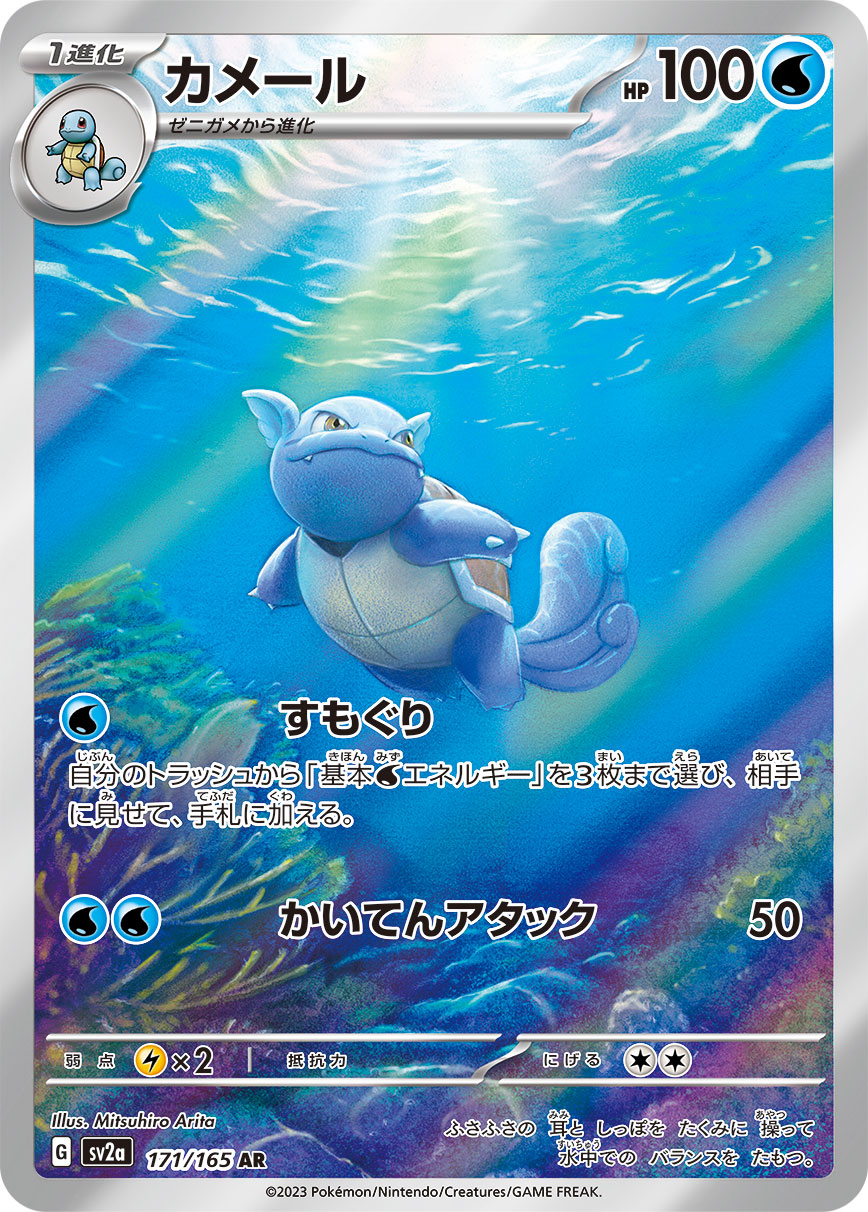 1進化
カメール
HP100
ゼニガメから進化
すもぐり
自分のトラッシュから「基本エネルギー」を3枚まで選び、相手
に見せて、手札に加える。
かいてんアタック 50
弱点 ×2 抵抗力 にげる
Illus. Mitsuhiro Arita
ふさふさの 耳と しっぽを たくみに 操って
水中での バランスを たもつ。
G sv2a 171/165 AR
©2023 Pokémon/Nintendo/Creatures/GAME FREAK.